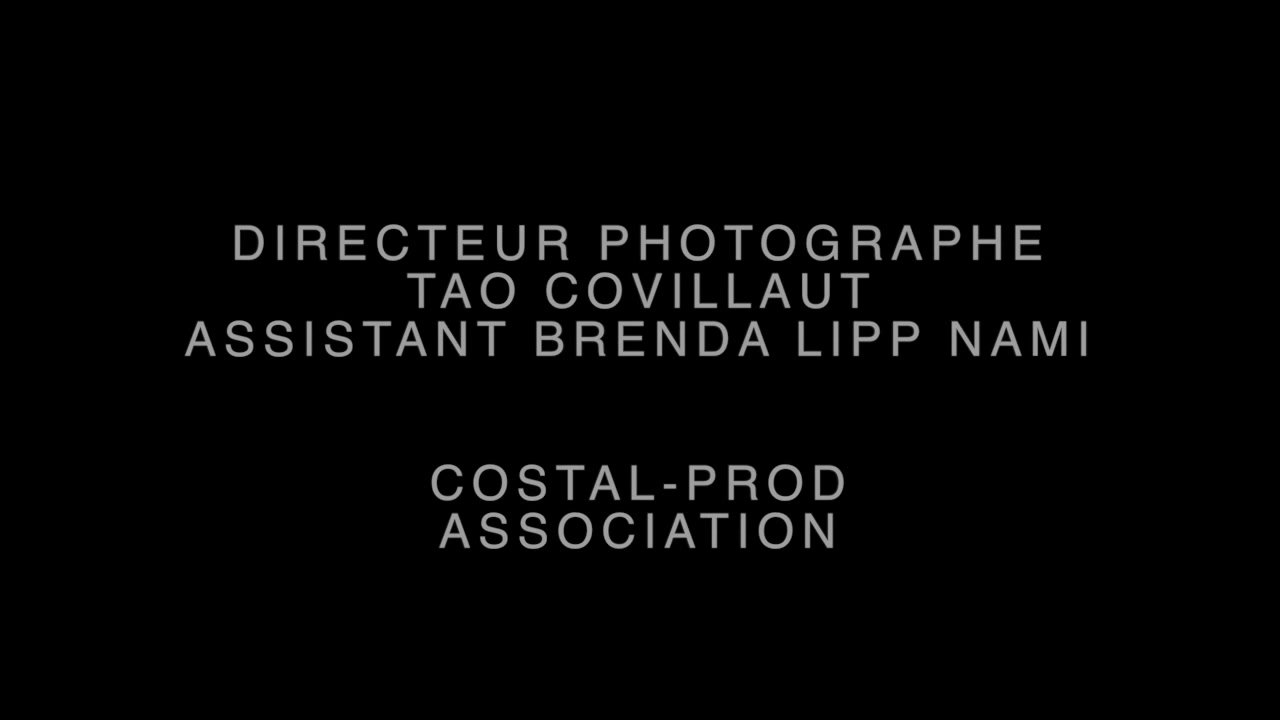 DIRECTEUR PHOTOGRAPHE
TAO COVILLAUT
ASSISTANT BRENDA LIPP NAMI
COSTAL-PROD
ASSOCIATION